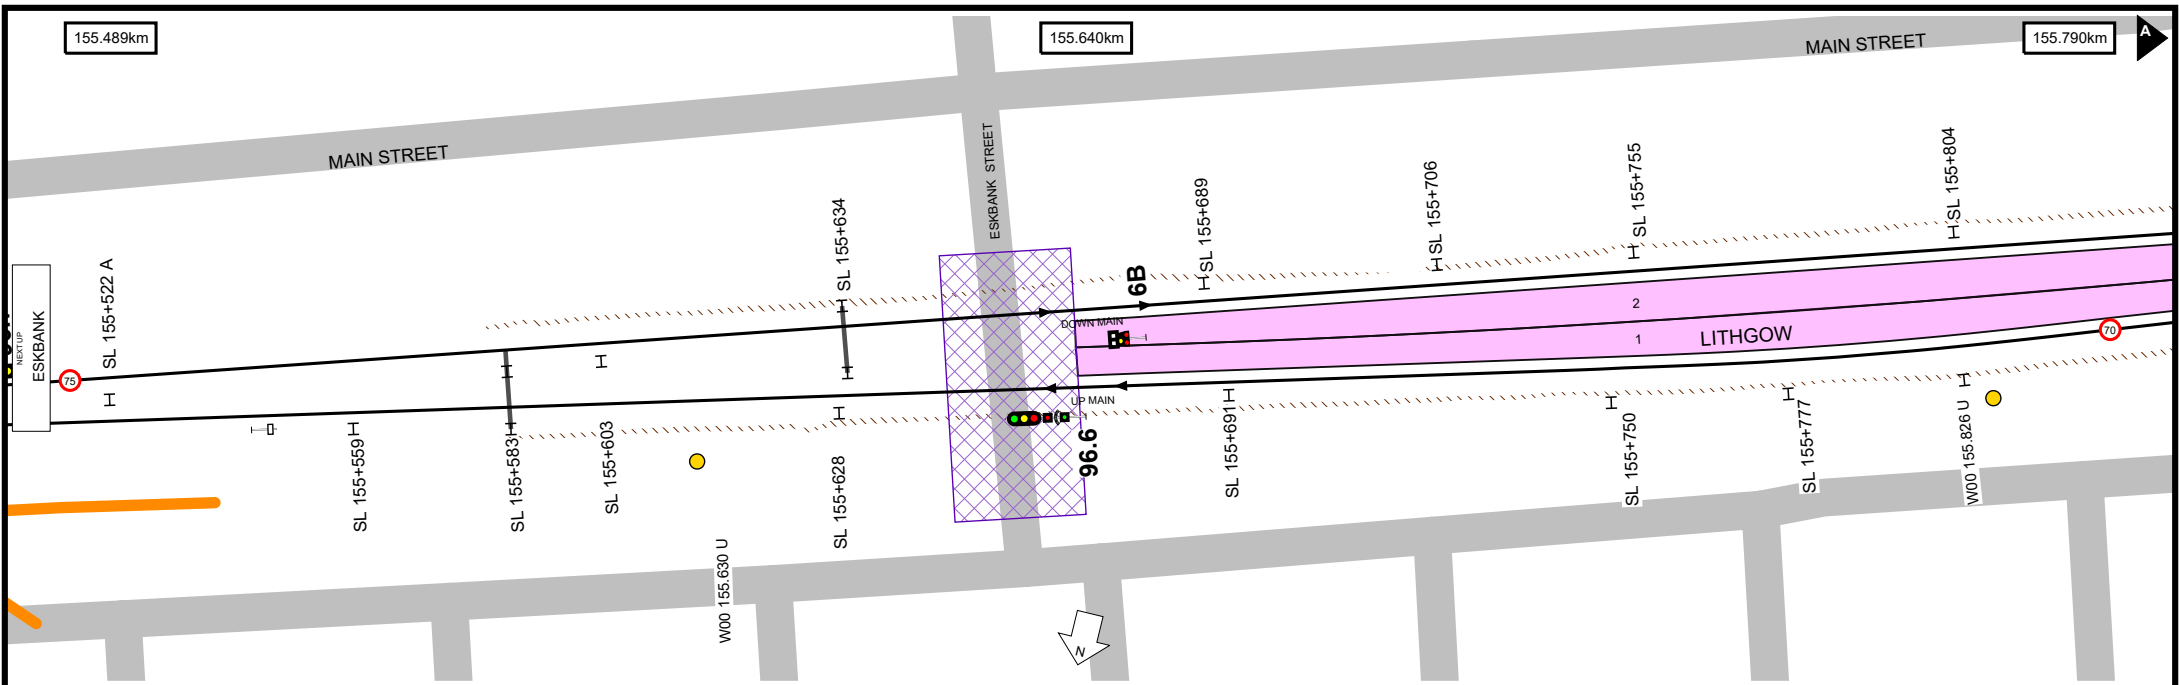 155.489km
155.640km
155.790km
A
MAIN STREET
MAIN STREET
ESKBANK STREET
NEXT UP
ESKBANK
75
SL 155+522 A
SL 155+559
SL 155+583
SL 155+603
SL 155+634
SL 155+628
W00 155.630 U
DOWN MAIN
6B
UP MAIN
96.6
SL 155+689
SL 155+691
SL 155+706
SL 155+755
SL 155+750
2
1
LITHGOW
SL 155+777
SL 155+804
W00 155.826 U
70
N